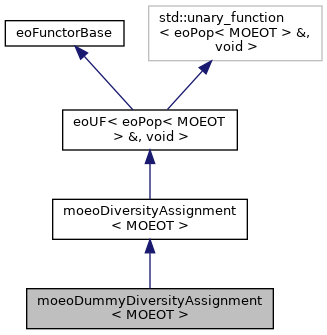 eoFunctorBase
std::unary_function
< eoPop< MOEOT > &,
void >
eoUF< eoPop< MOEOT
> &, void >
moeoDiversityAssignment
< MOEOT >
moeoDummyDiversityAssignment
< MOEOT >